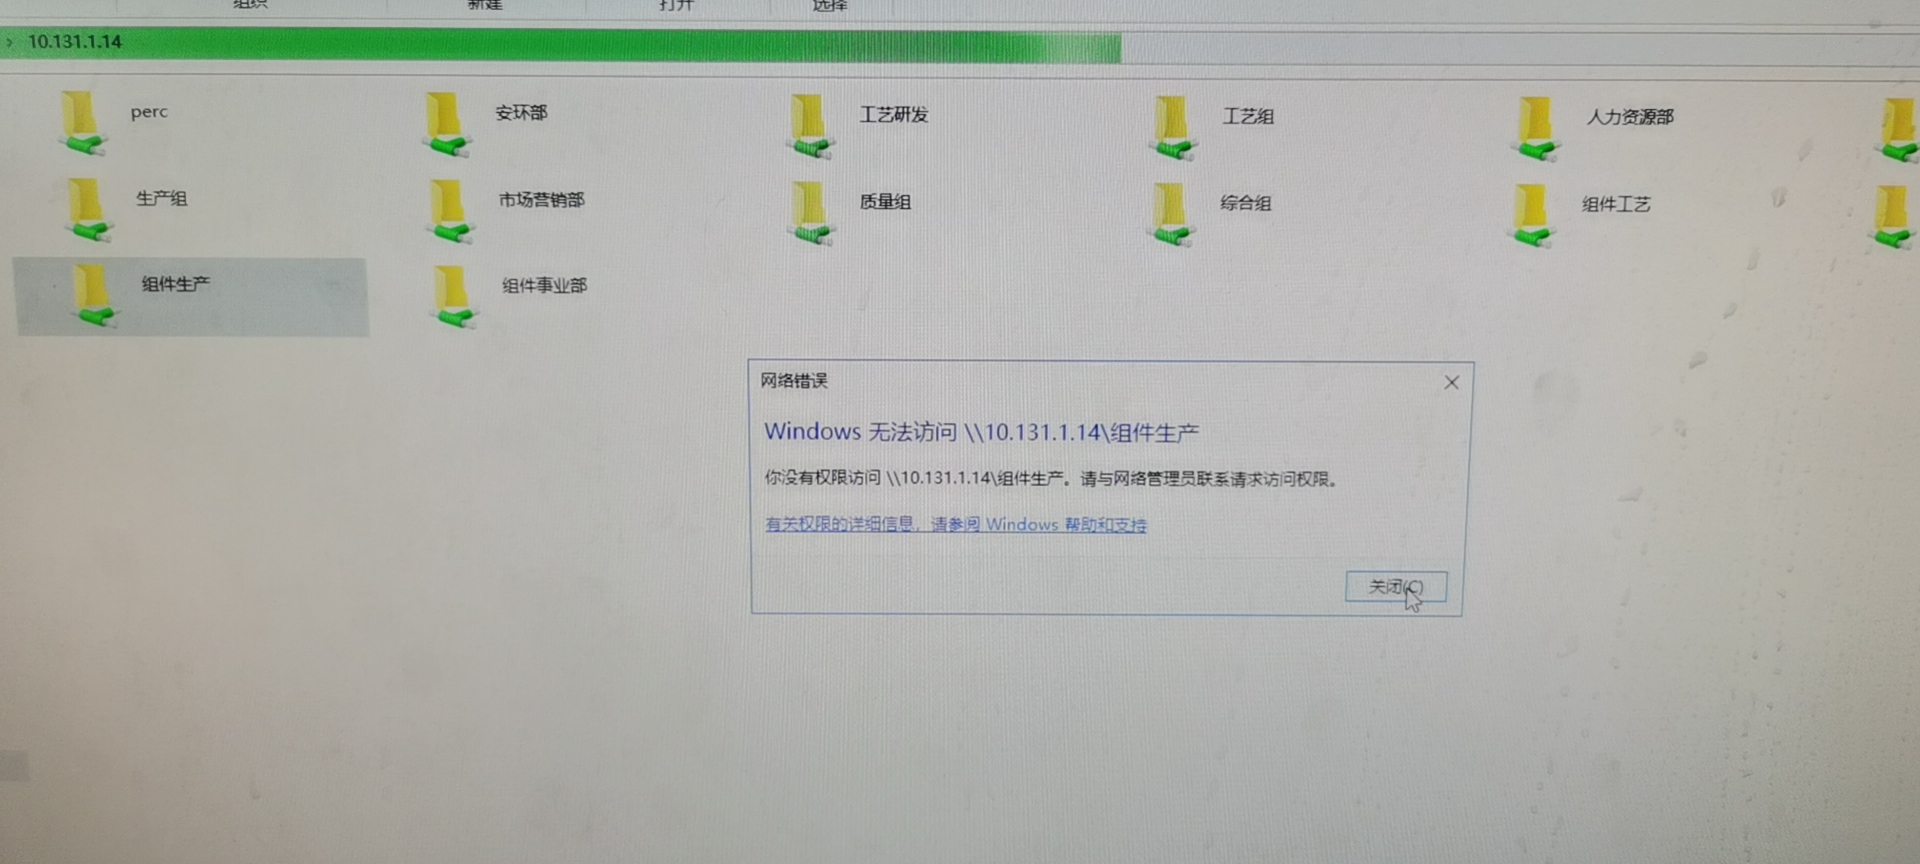 组织 新建 打开 选择
› 10.131.1.14
perc 安环部 工艺研发 工艺组 人力资源部
生产组 市场营销部 质量组 综合组 组件工艺
组件生产 组件事业部
网络错误
Windows 无法访问 \\10.131.1.14\组件生产
你没有权限访问 \\10.131.1.14\组件生产。请与网络管理员联系请求访问权限。
有关权限的详细信息，请参阅 Windows 帮助和支持
关闭(C)